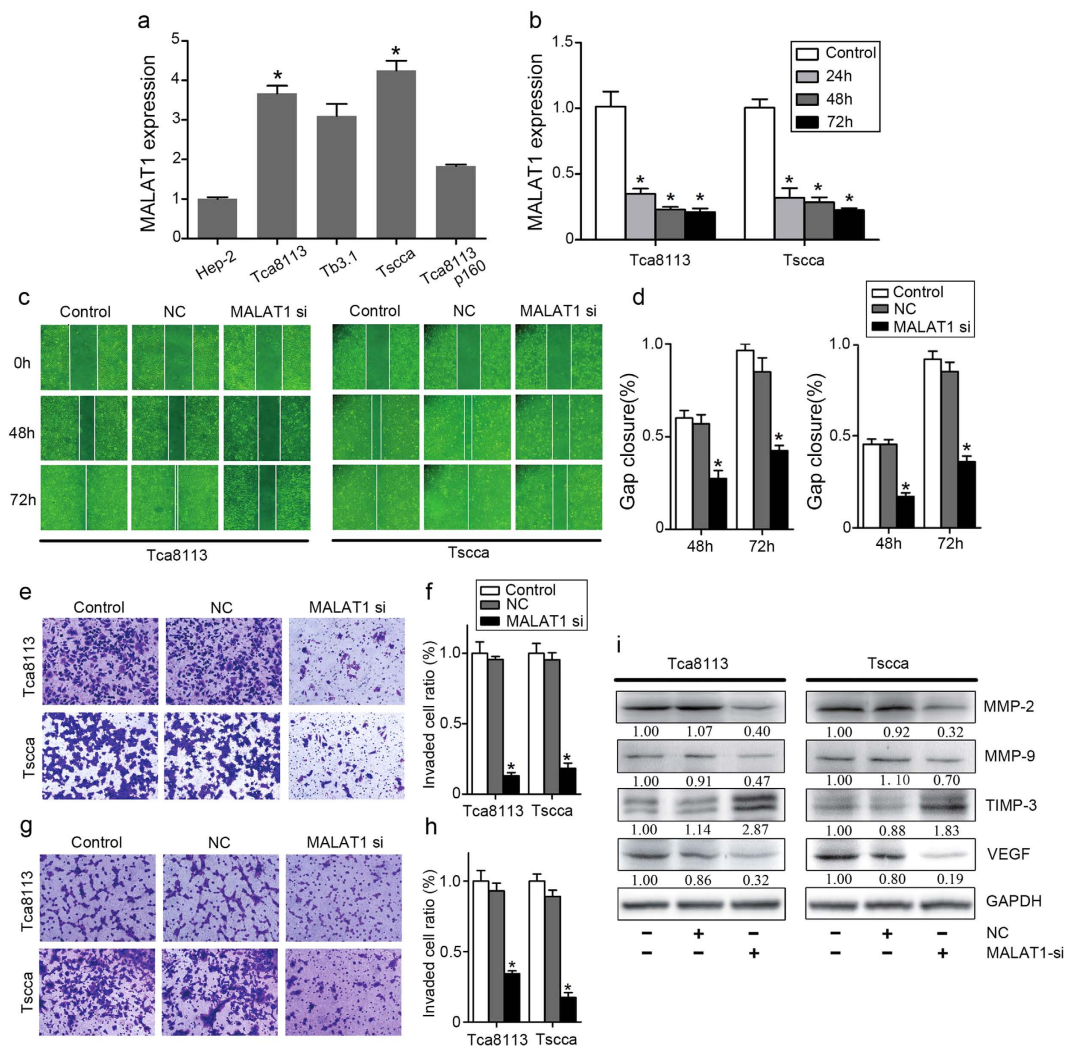 a
MALAT1 expression
5
4
3
2
1
0
*
*
Hep-2
Tca8113
Tb3.1
Tscca
Tca8113
p160
b
MALAT1 expression
1.5
1.0
0.5
0
Control
24h
48h
72h
* * *
* * *
Tca8113
Tscca
c
Control NC MALAT1 si
Control NC MALAT1 si
0h
48h
72h
Tca8113
Tscca
d
Control
NC
MALAT1 si
Gap closure(%)
1.0
0.5
0
*
*
48h 72h
Gap closure(%)
1.0
0.5
0
*
*
48h 72h
e
Control NC MALAT1 si
Tca8113
Tscca
f
Control
NC
MALAT1 si
Invaded cell ratio (%)
1.0
0.5
0
*
*
Tca8113 Tscca
g
Control NC MALAT1 si
Tca8113
Tscca
h
Invaded cell ratio (%)
1.0
0.5
0
*
*
Tca8113 Tscca
i
Tca8113 Tscca
MMP-2
1.00 1.07 0.40 1.00 0.92 0.32
MMP-9
1.00 0.91 0.47 1.00 1. 10 0.70
TIMP-3
1.00 1.14 2.87 1.00 0.88 1.83
VEGF
1.00 0.86 0.32 1.00 0.80 0.19
GAPDH
− + − − + − NC
− − + − − + MALAT1-si